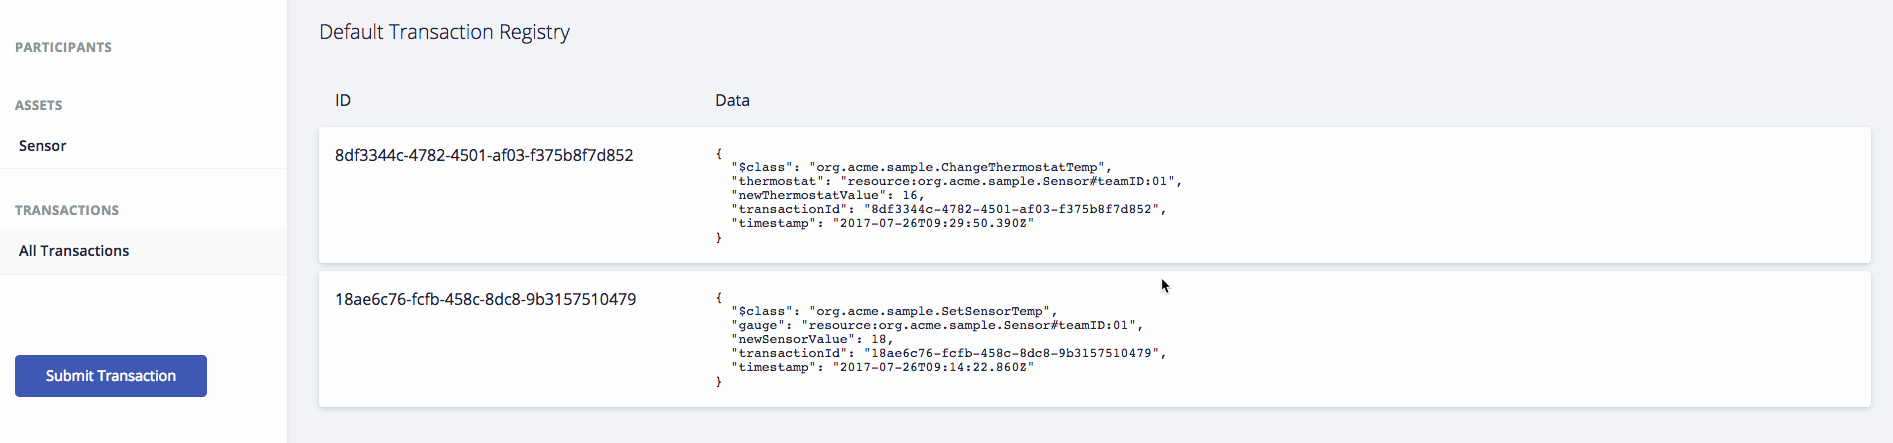 PARTICIPANTS
ASSETS
Sensor
TRANSACTIONS
All Transactions
Submit Transaction
Default Transaction Registry
ID Data
8df3344c-4782-4501-af03-f375b8f7d852
{
"$class": "org.acme.sample.ChangeThermostatTemp",
"thermostat": "resource:org.acme.sample.Sensor#teamID:01",
"newThermostatValue": 16,
"transactionId": "8df3344c-4782-4501-af03-f375b8f7d852",
"timestamp": "2017-07-26T09:29:50.390Z"
}
18ae6c76-fcfb-458c-8dc8-9b3157510479
{
"$class": "org.acme.sample.SetSensorTemp",
"gauge": "resource:org.acme.sample.Sensor#teamID:01",
"newSensorValue": 18,
"transactionId": "18ae6c76-fcfb-458c-8dc8-9b3157510479",
"timestamp": "2017-07-26T09:14:22.860Z"
}